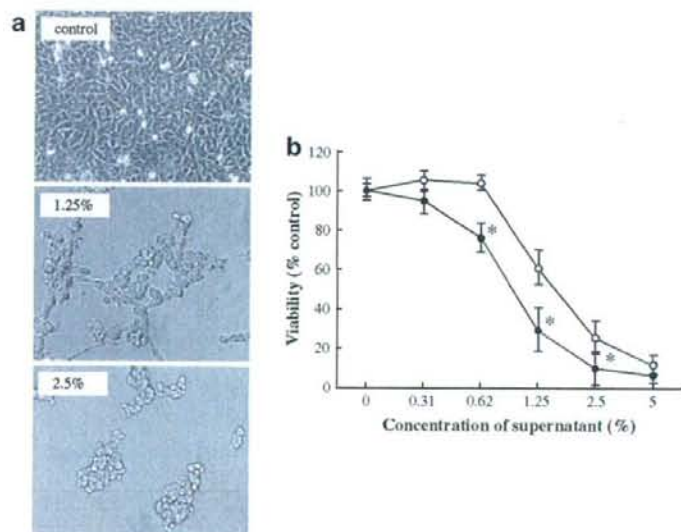 a
control
1.25%
2.5%
b
120
100
80
60
40
20
0
Viability (% control)
*
*
*
0 0.31 0.62 1.25 2.5 5
Concentration of supernatant (%)